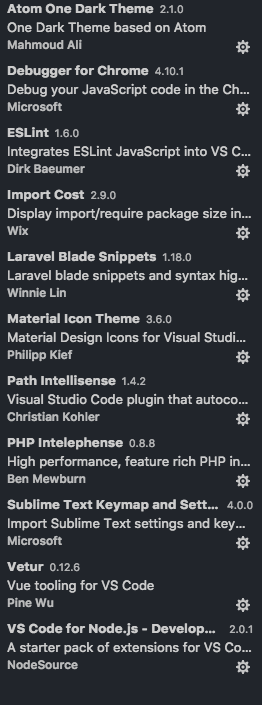 Atom One Dark Theme 2.1.0
One Dark Theme based on Atom
Mahmoud Ali
Debugger for Chrome 4.10.1
Debug your JavaScript code in the Ch...
Microsoft
ESLint 1.6.0
Integrates ESLint JavaScript into VS C...
Dirk Baeumer
Import Cost 2.9.0
Display import/require package size in...
Wix
Laravel Blade Snippets 1.18.0
Laravel blade snippets and syntax hig...
Winnie Lin
Material Icon Theme 3.6.0
Material Design Icons for Visual Studi...
Philipp Kief
Path Intellisense 1.4.2
Visual Studio Code plugin that autoco...
Christian Kohler
PHP Intelephense 0.8.8
High performance, feature rich PHP in...
Ben Mewburn
Sublime Text Keymap and Sett... 4.0.0
Import Sublime Text settings and key...
Microsoft
Vetur 0.12.6
Vue tooling for VS Code
Pine Wu
VS Code for Node.js - Develop... 2.0.1
A starter pack of extensions for VS Co...
NodeSource